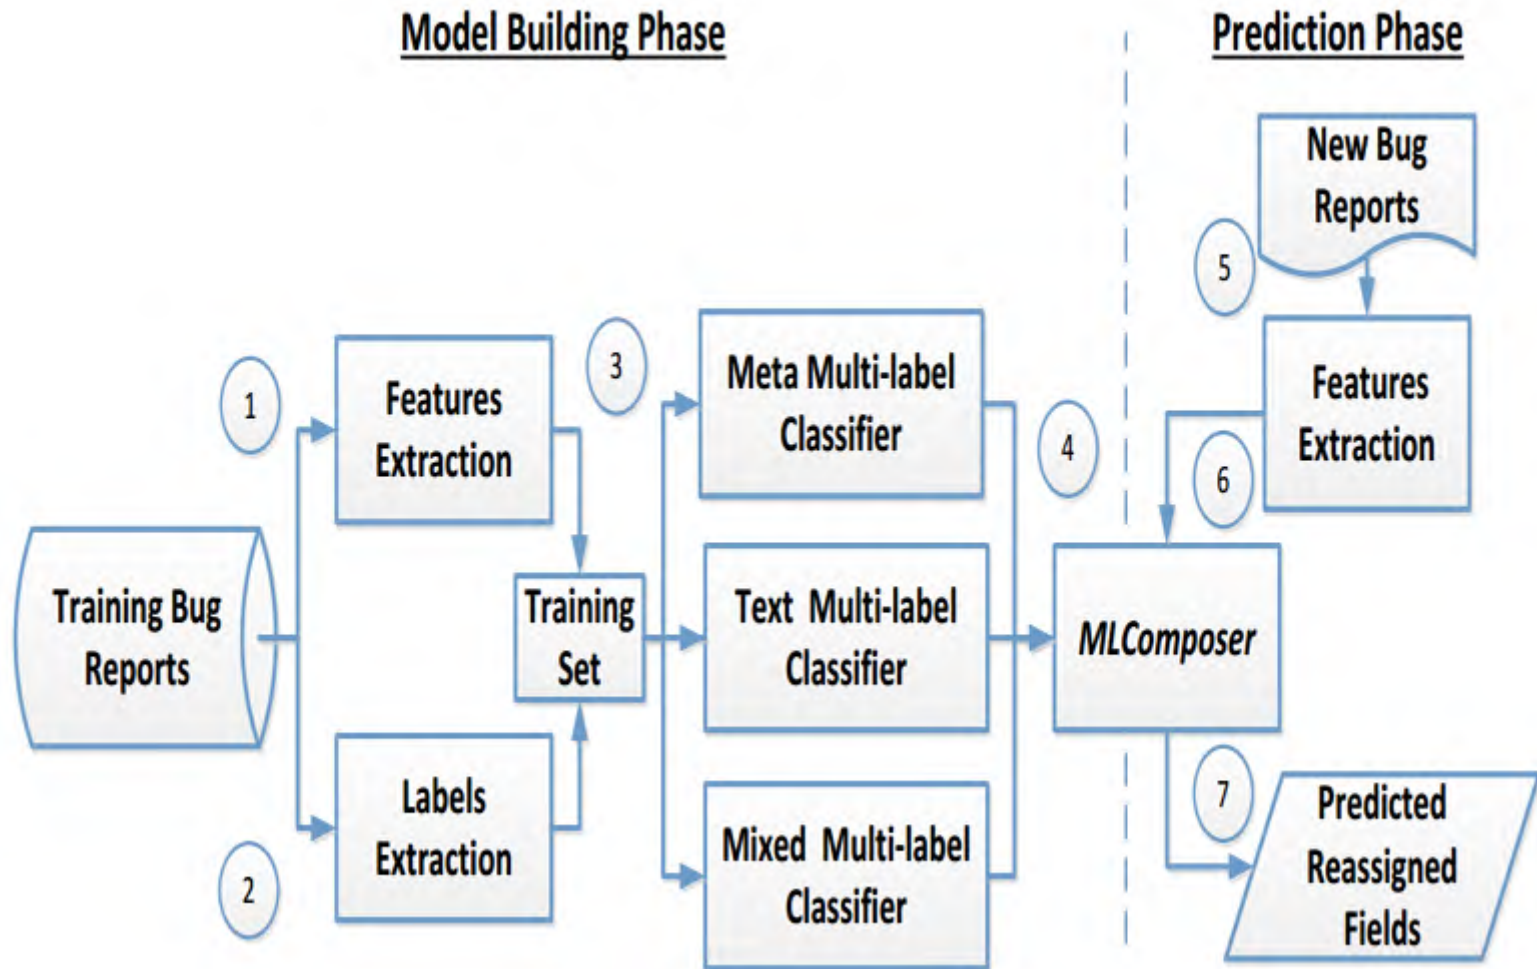 Model Building Phase
Prediction Phase
New Bug
Reports
5
Features
Extraction
6
1
Features
Extraction
3
Meta Multi-label
Classifier
4
Training Bug
Reports
Training
Set
Text Multi-label
Classifier
MLComposer
2
Labels
Extraction
Mixed Multi-label
Classifier
7
Predicted
Reassigned
Fields